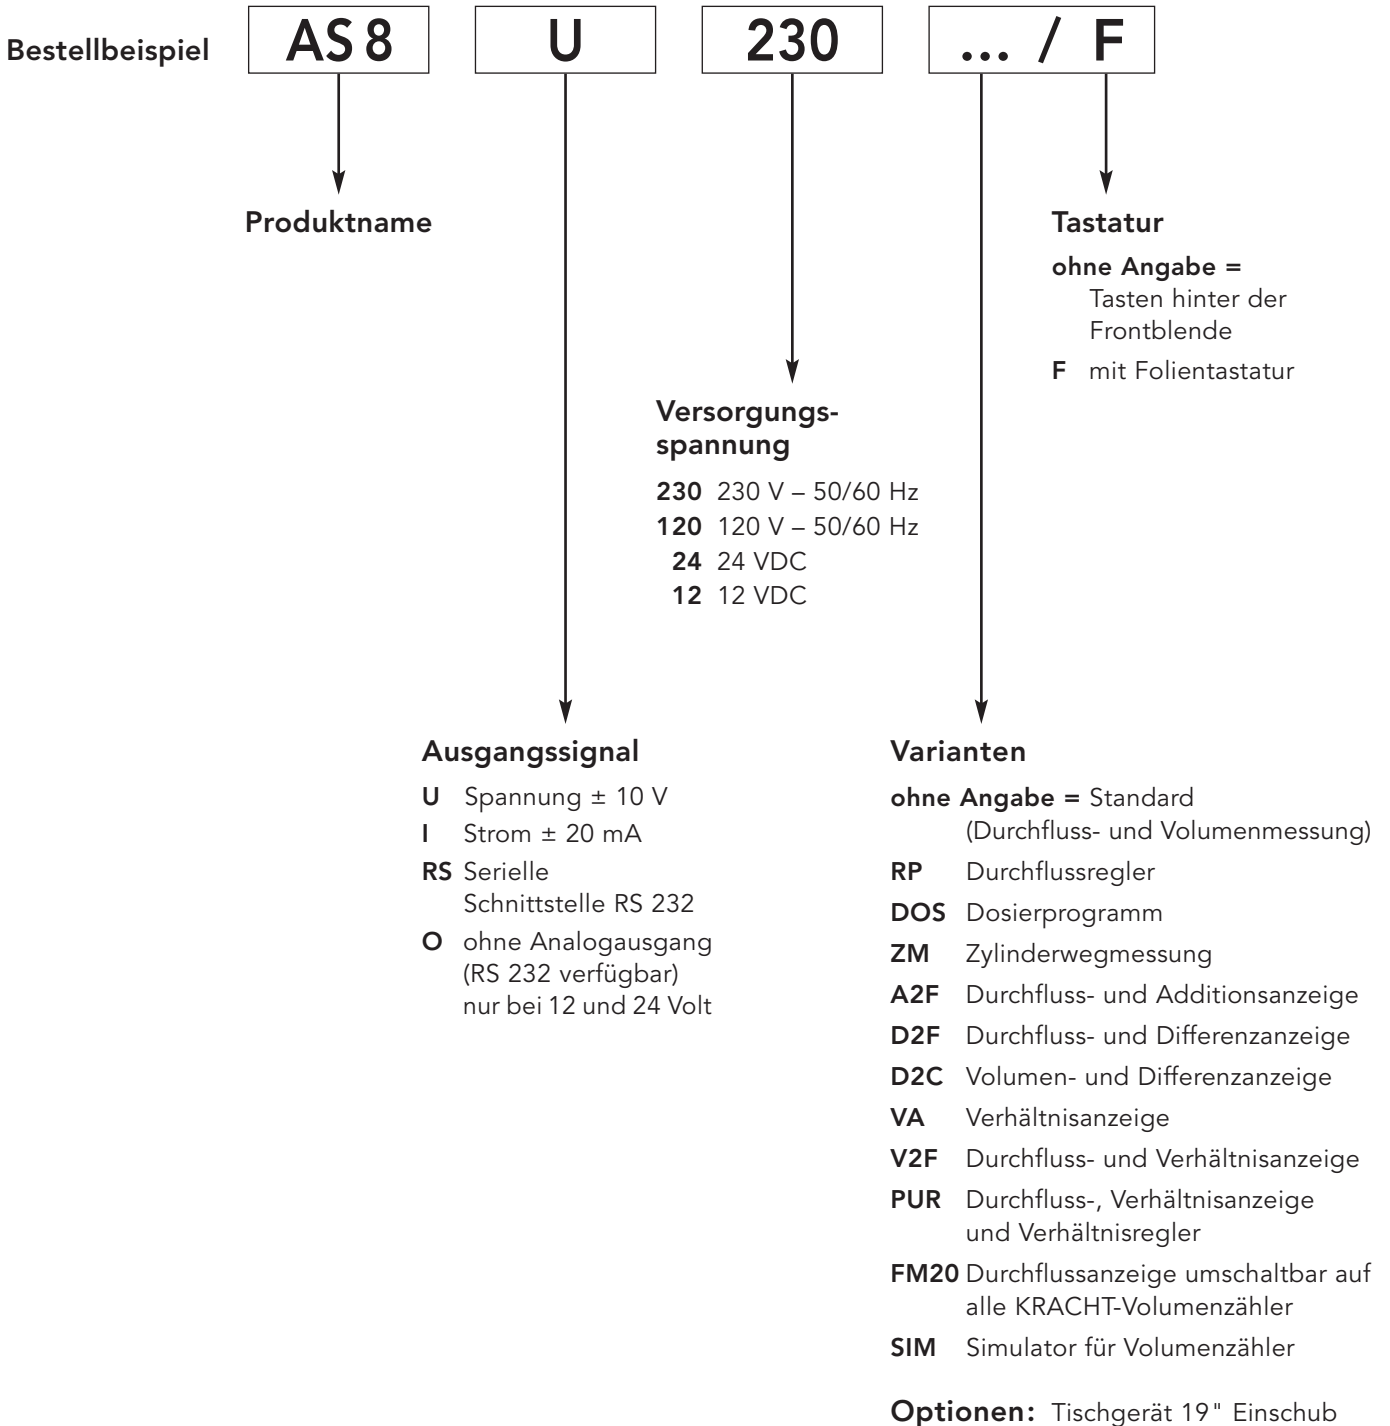 Bestellbeispiel AS 8 U 230 ... / F
Produktname
Tastatur
ohne Angabe =
Tasten hinter der
Frontblende
F mit Folientastatur
Versorgungs-
spannung
230 230 V – 50/60 Hz
120 120 V – 50/60 Hz
24 24 VDC
12 12 VDC
Ausgangssignal
U Spannung ± 10 V
I Strom ± 20 mA
RS Serielle
Schnittstelle RS 232
O ohne Analogausgang
(RS 232 verfügbar)
nur bei 12 und 24 Volt
Varianten
ohne Angabe = Standard
(Durchfluss- und Volumenmessung)
RP Durchflussregler
DOS Dosierprogramm
ZM Zylinderwegmessung
A2F Durchfluss- und Additionsanzeige
D2F Durchfluss- und Differenzanzeige
D2C Volumen- und Differenzanzeige
VA Verhältnisanzeige
V2F Durchfluss- und Verhältnisanzeige
PUR Durchfluss-, Verhältnisanzeige
und Verhältnisregler
FM20 Durchflussanzeige umschaltbar auf
alle KRACHT-Volumenzähler
SIM Simulator für Volumenzähler
Optionen: Tischgerät 19" Einschub